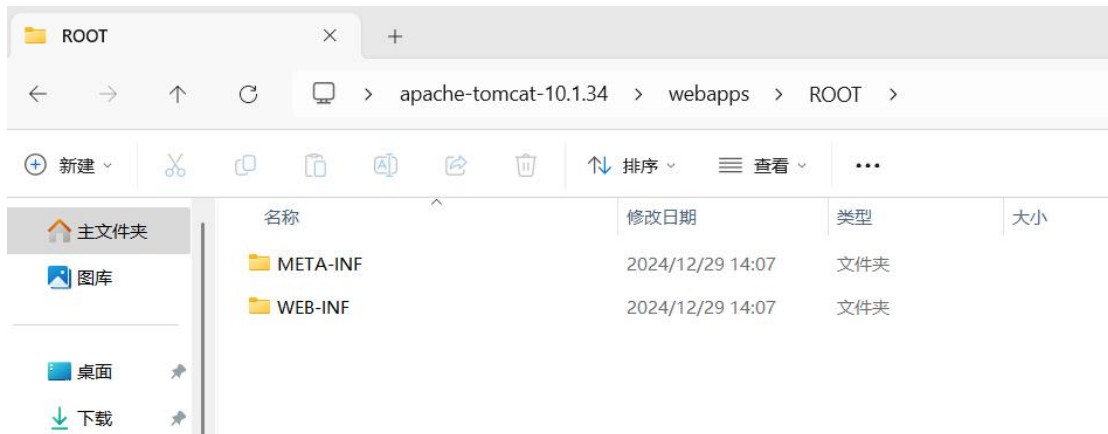 ROOT
apache-tomcat-10.1.34 > webapps > ROOT >
新建 排序 查看
名称 修改日期 类型 大小
主文件夹
META-INF 2024/12/29 14:07 文件夹
图库
WEB-INF 2024/12/29 14:07 文件夹
桌面
下载